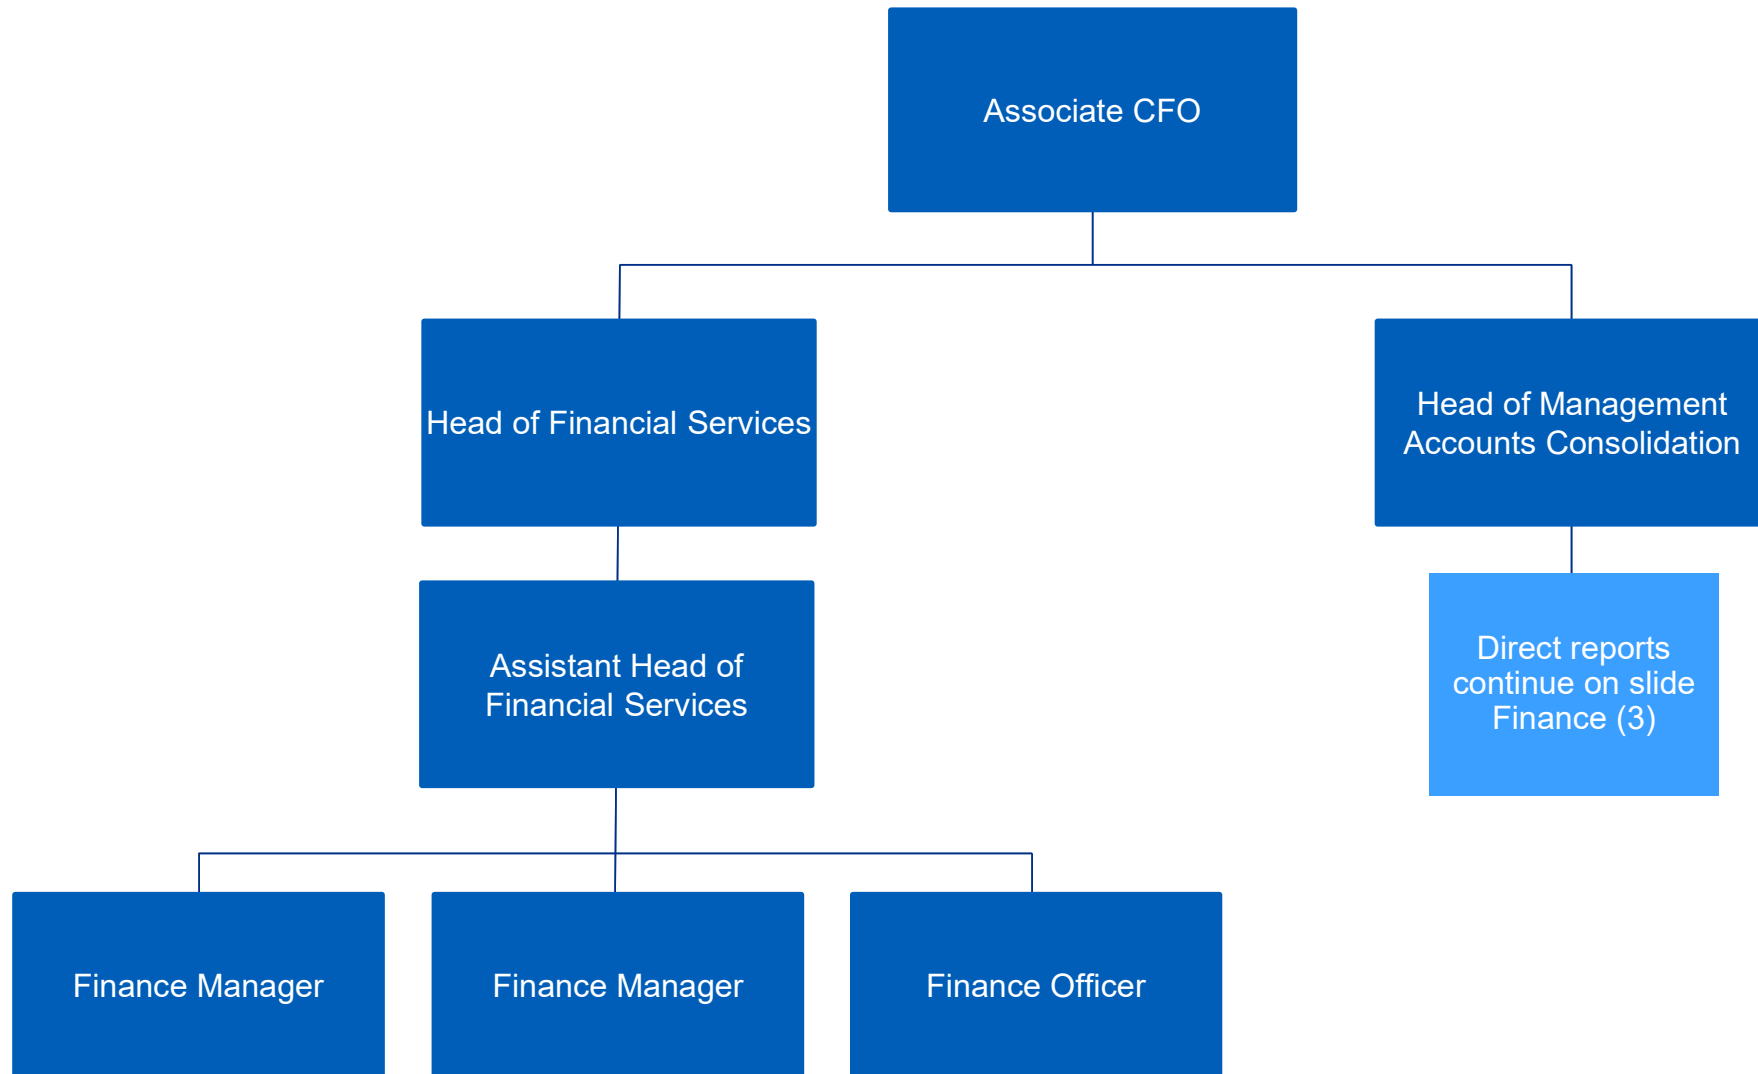 Associate CFO
Head of Financial Services
Head of Management
Accounts Consolidation
Assistant Head of
Financial Services
Direct reports
continue on slide
Finance (3)
Finance Manager
Finance Manager
Finance Officer